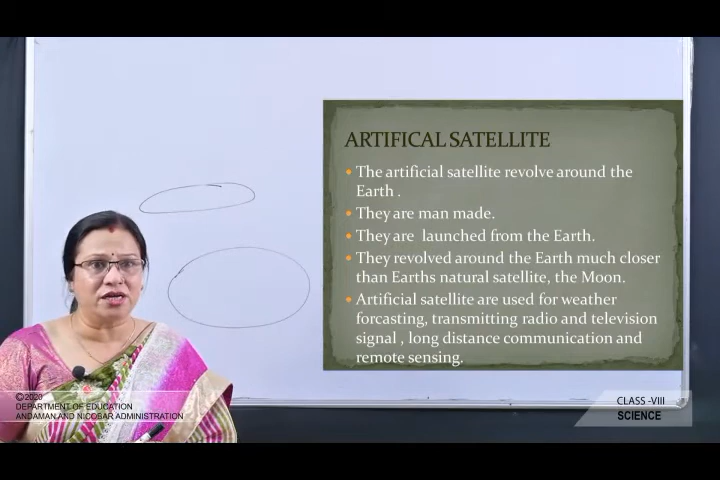 ARTIFICAL SATELLITE
• The artificial satellite revolve around the
Earth .
• They are man made.
• They are launched from the Earth.
• They revolved around the Earth much closer
than Earths natural satellite, the Moon.
• Artificial satellite are used for weather
forcasting, transmitting radio and television
signal , long distance communication and
remote sensing.
©2020
DEPARTMENT OF EDUCATION
ANDAMAN AND NICOBAR ADMINISTRATION
CLASS -VIII
SCIENCE